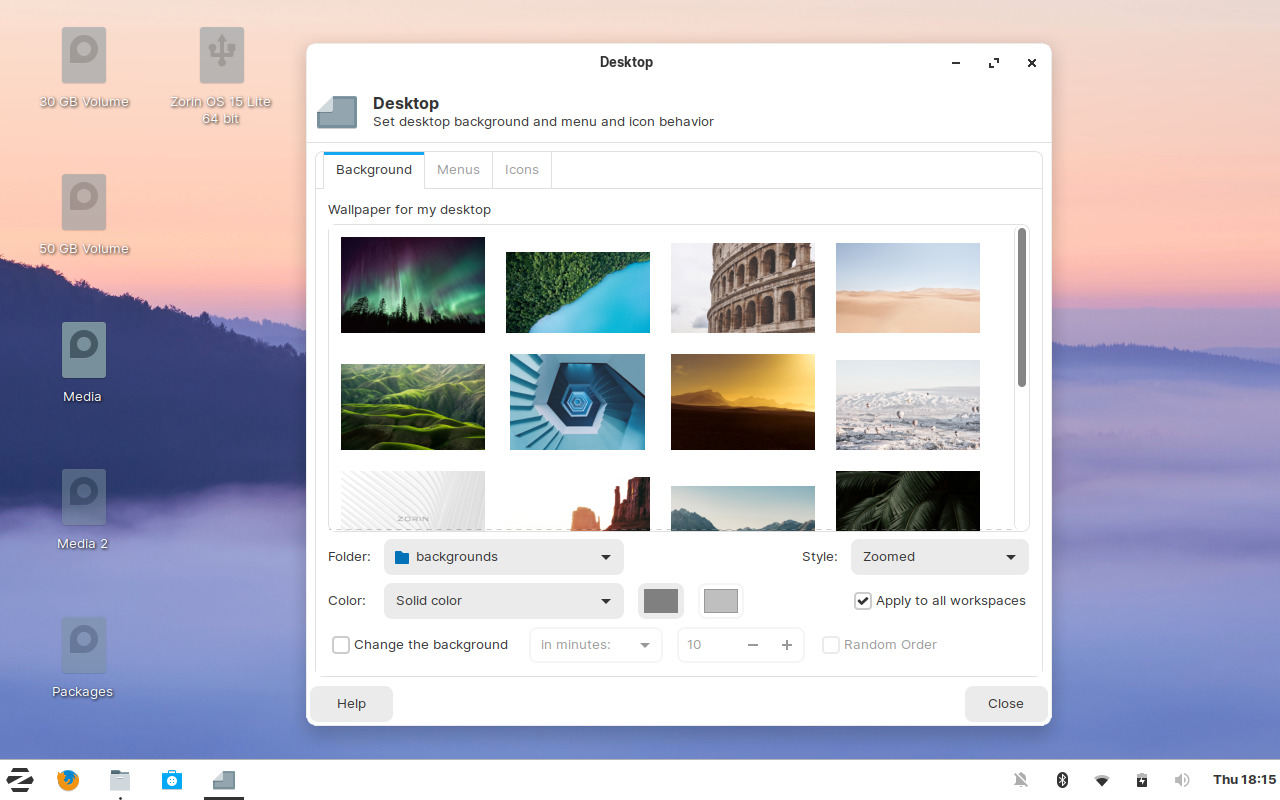 30 GB Volume
Zorin OS 15 Lite
64 bit
50 GB Volume
Media
Media 2
Packages
Desktop
Desktop
Set desktop background and menu and icon behavior
Background
Menus
Icons
Wallpaper for my desktop
ZORIN
Folder:
backgrounds
Style:
Zoomed
Color:
Solid color
Apply to all workspaces
Change the background
in minutes:
10
Random Order
Help
Close
Thu 18:15